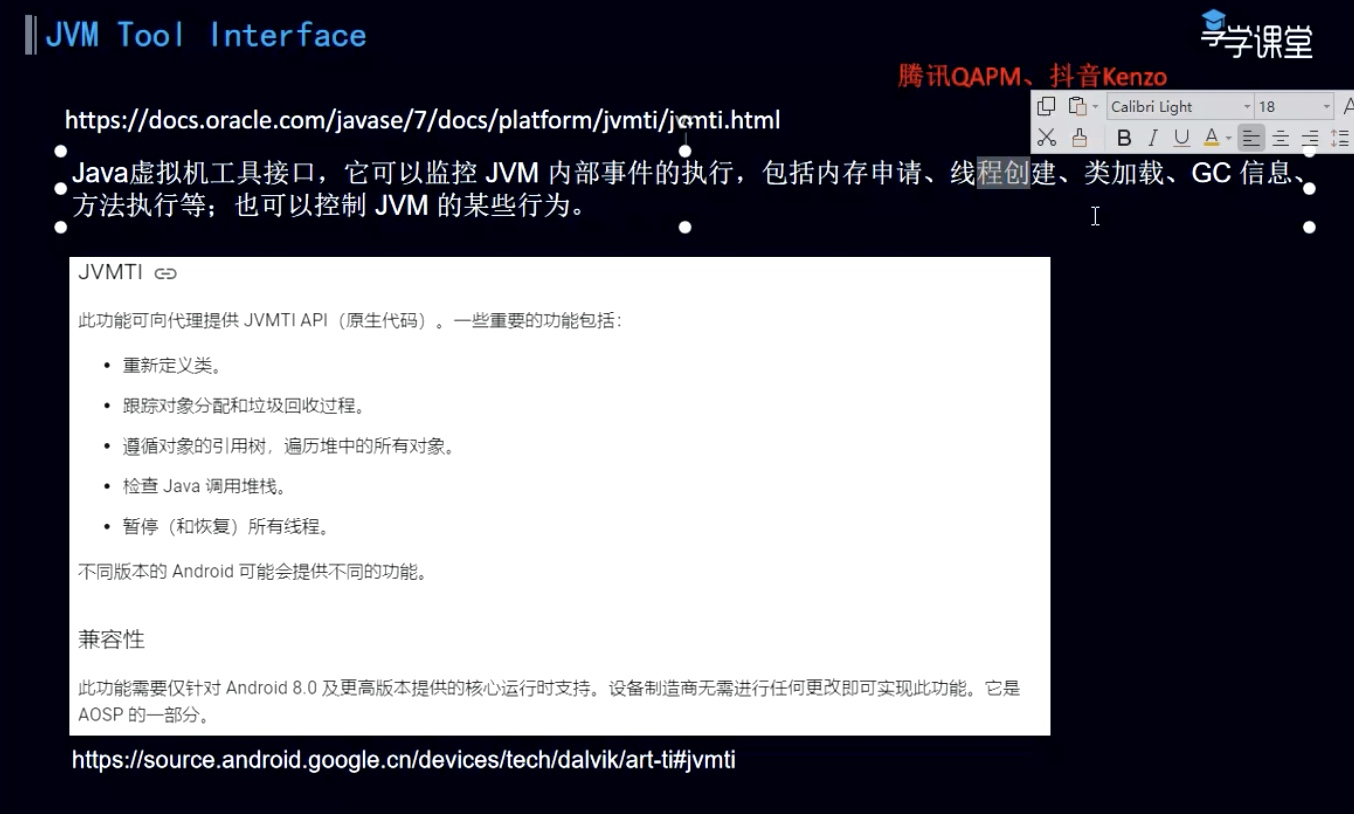 JVM Tool Interface
学课堂
腾讯QAPM、抖音Kenzo
Calibri Light
18
A
B I U A
https://docs.oracle.com/javase/7/docs/platform/jvmti/jvmti.html
Java虚拟机工具接口，它可以监控 JVM 内部事件的执行，包括内存申请、线程创建、类加载、GC 信息、
方法执行等；也可以控制 JVM 的某些行为。
JVMTI
此功能可向代理提供 JVMTI API（原生代码）。一些重要的功能包括：
• 重新定义类。
• 跟踪对象分配和垃圾回收过程。
• 遵循对象的引用树，遍历堆中的所有对象。
• 检查 Java 调用堆栈。
• 暂停（和恢复）所有线程。
不同版本的 Android 可能会提供不同的功能。
兼容性
此功能需要仅针对 Android 8.0 及更高版本提供的核心运行时支持。设备制造商无需进行任何更改即可实现此功能。它是
AOSP 的一部分。
https://source.android.google.cn/devices/tech/dalvik/art-ti#jvmti